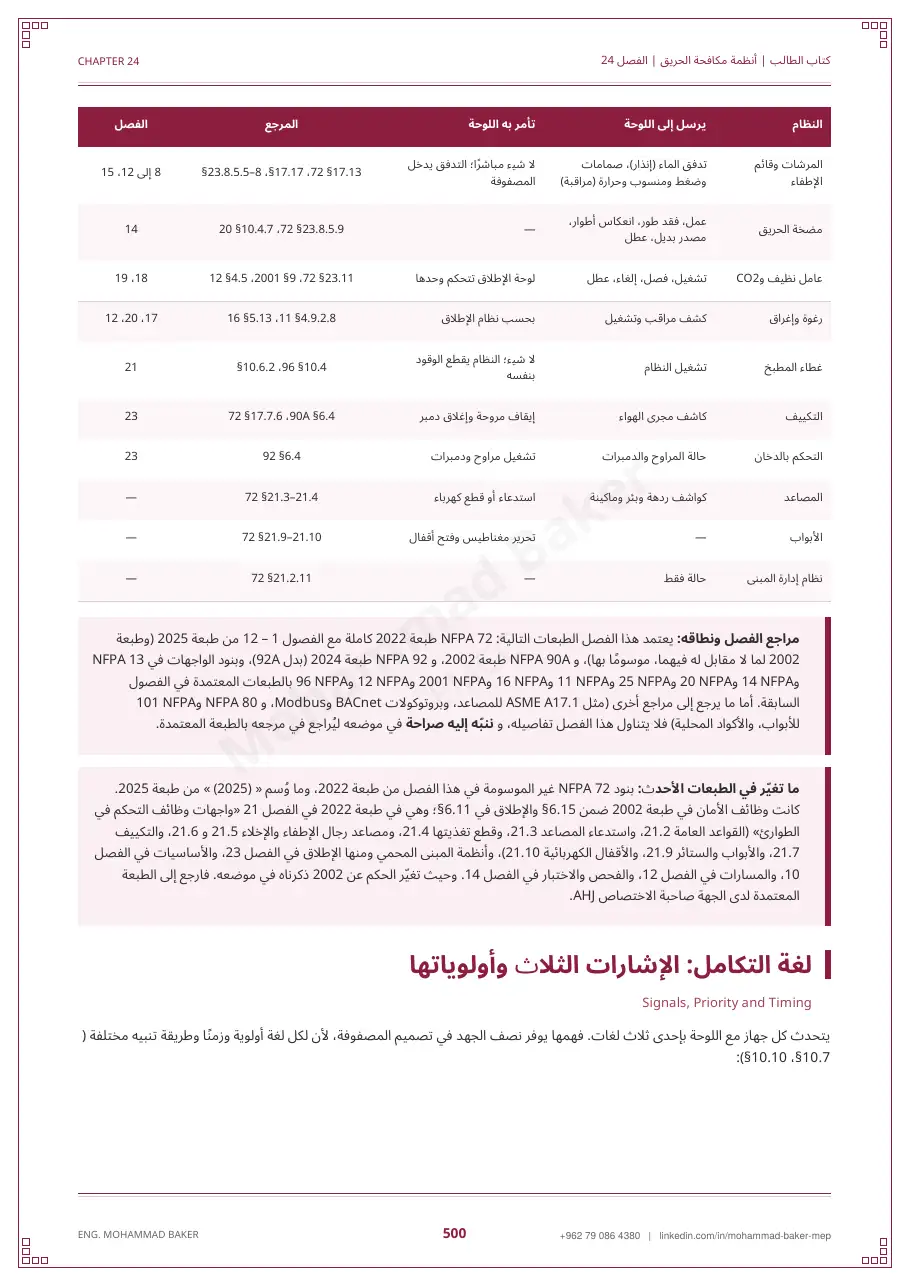 كتاب الطالب | أنظمة مكافحة الحريق | الفصل 24
CHAPTER 24
النظام يرسل إلى اللوحة تأمر به اللوحة المرجع الفصل
المرشات وقائم الإطفاء تدفق الماء (إنذار)، صمامات وضغط ومنسوب وحرارة (مراقبة) لا شيء مباشرًا؛ التدفق يدخل المصفوفة 72 §17.13، §17.17، §23.8.5.5–8 8 إلى 12، 15
مضخة الحريق عمل، فقد طور، انعكاس أطوار، مصدر بديل، عطل — 72 §23.8.5.9، 20 §10.4.7 14
عامل نظيف وCO2 تشغيل، فصل، إلغاء، عطل لوحة الإطلاق تتحكم وحدها 72 §23.11، 2001 §9، 12 §4.5 18، 19
رغوة وإغراق كشف مراقب وتشغيل بحسب نظام الإطلاق 11 §4.9.2.8، 16 §5.13 17، 20، 12
غطاء المطبخ تشغيل النظام لا شيء؛ النظام يقطع الوقود بنفسه 96 §10.4، §10.6.2 21
التكييف كاشف مجرى الهواء إيقاف مروحة وإغلاق دمبر 90A §6.4، 72 §17.7.6 23
التحكم بالدخان حالة المراوح والدمبرات تشغيل مراوح ودمبرات 92 §6.4 23
المصاعد كواشف ردهة وبئر وماكينة استدعاء أو قطع كهرباء 72 §21.3–21.4 —
الأبواب — تحرير مغناطيس وفتح أقفال 72 §21.9–21.10 —
نظام إدارة المبنى حالة فقط — 72 §21.2.11 —
مراجع الفصل ونطاقه: يعتمد هذا الفصل الطبعات التالية: NFPA 72 طبعة 2022 كاملة مع الفصول 1 – 12 من طبعة 2025 (وطبعة
2002 لما لا مقابل له فيهما، موسومًا بها)، و NFPA 90A طبعة 2002، و NFPA 92 طبعة 2024 (بدل 92A)، وبنود الواجهات في NFPA 13
وNFPA 14 وNFPA 20 وNFPA 25 وNFPA 11 وNFPA 16 وNFPA 2001 وNFPA 12 وNFPA 96 بالطبعات المعتمدة في الفصول
السابقة. أما ما يرجع إلى مراجع أخرى (مثل ASME A17.1 للمصاعد، وبروتوكولات BACnet وModbus، و NFPA 80 وNFPA 101
للأبواب، والأكواد المحلية) فلا يتناول هذا الفصل تفاصيله، و ننبّه إليه صراحة في موضعه ليُراجع في مرجعه بالطبعة المعتمدة.
ما تغيّر في الطبعات الأحدث: بنود NFPA 72 غير الموسومة في هذا الفصل من طبعة 2022، وما وُسم « (2025) » من طبعة 2025.
كانت وظائف الأمان في طبعة 2002 ضمن §6.15 والإطلاق في §6.11؛ وهي في طبعة 2022 في الفصل 21 «واجهات وظائف التحكم في
الطوارئ» (القواعد العامة 21.2، واستدعاء المصاعد 21.3، وقطع تغذيتها 21.4، ومصاعد رجال الإطفاء والإخلاء 21.5 و 21.6، والتكييف
21.7، والأبواب والستائر 21.9، والأقفال الكهربائية 21.10)، وأنظمة المبنى المحمي ومنها الإطلاق في الفصل 23، والأساسيات في الفصل
10، والمسارات في الفصل 12، والفحص والاختبار في الفصل 14. وحيث تغيّر الحكم عن 2002 ذكرناه في موضعه. فارجع إلى الطبعة
المعتمدة لدى الجهة صاحبة الاختصاص AHJ.
لغة التكامل: الإشارات الثلاث وأولوياتها
Signals, Priority and Timing
يتحدث كل جهاز مع اللوحة بإحدى ثلاث لغات. فهمها يوفر نصف الجهد في تصميم المصفوفة، لأن لكل لغة أولوية وزمنًا وطريقة تنبيه مختلفة (
§10.7، §10.10):
Mohammad Baker
ENG. MOHAMMAD BAKER
500
+962 79 086 4380 | linkedin.com/in/mohammad-baker-mep